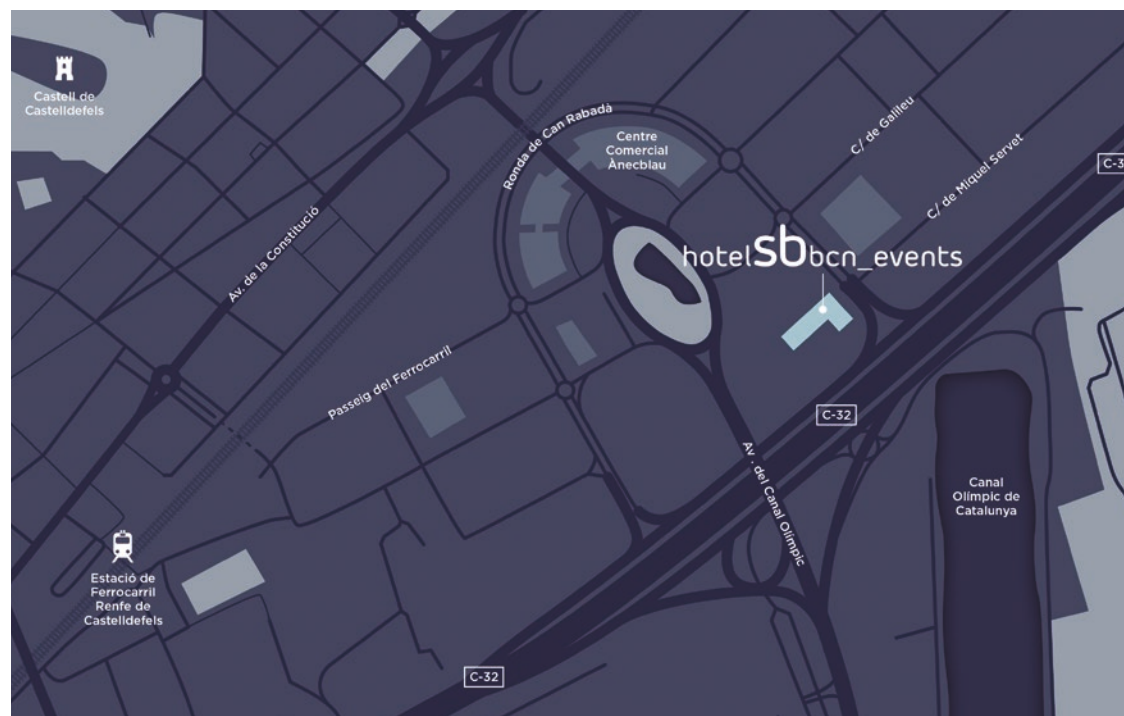 Castell de
Castelldefels
Ronda de Can Rabadà
Centre
Comercial
Ànecblau
C/ de Galileu
C/ de Miquel Servet
C-3
Av. de la Constitució
hotelsbbcn_events
Passeig del Ferrocarril
C-32
Av . del Canal Olímpic
Canal
Olímpic de
Catalunya
Estació de
Ferrocarril
Renfe de
Castelldefels
C-32